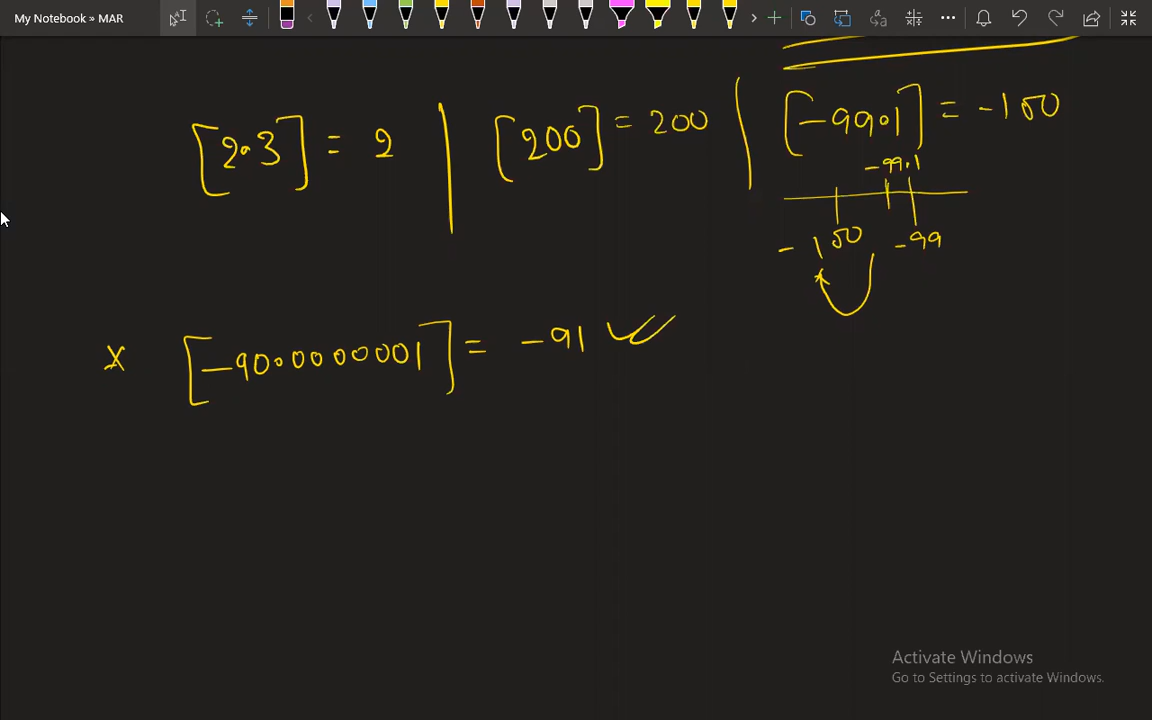 My Notebook » MAR
[2.3] = 2
[200] = 200
[-99.1] = -100
-99.1
-100 -99
x [-90.0000001] = -91
Activate Windows
Go to Settings to activate Windows.